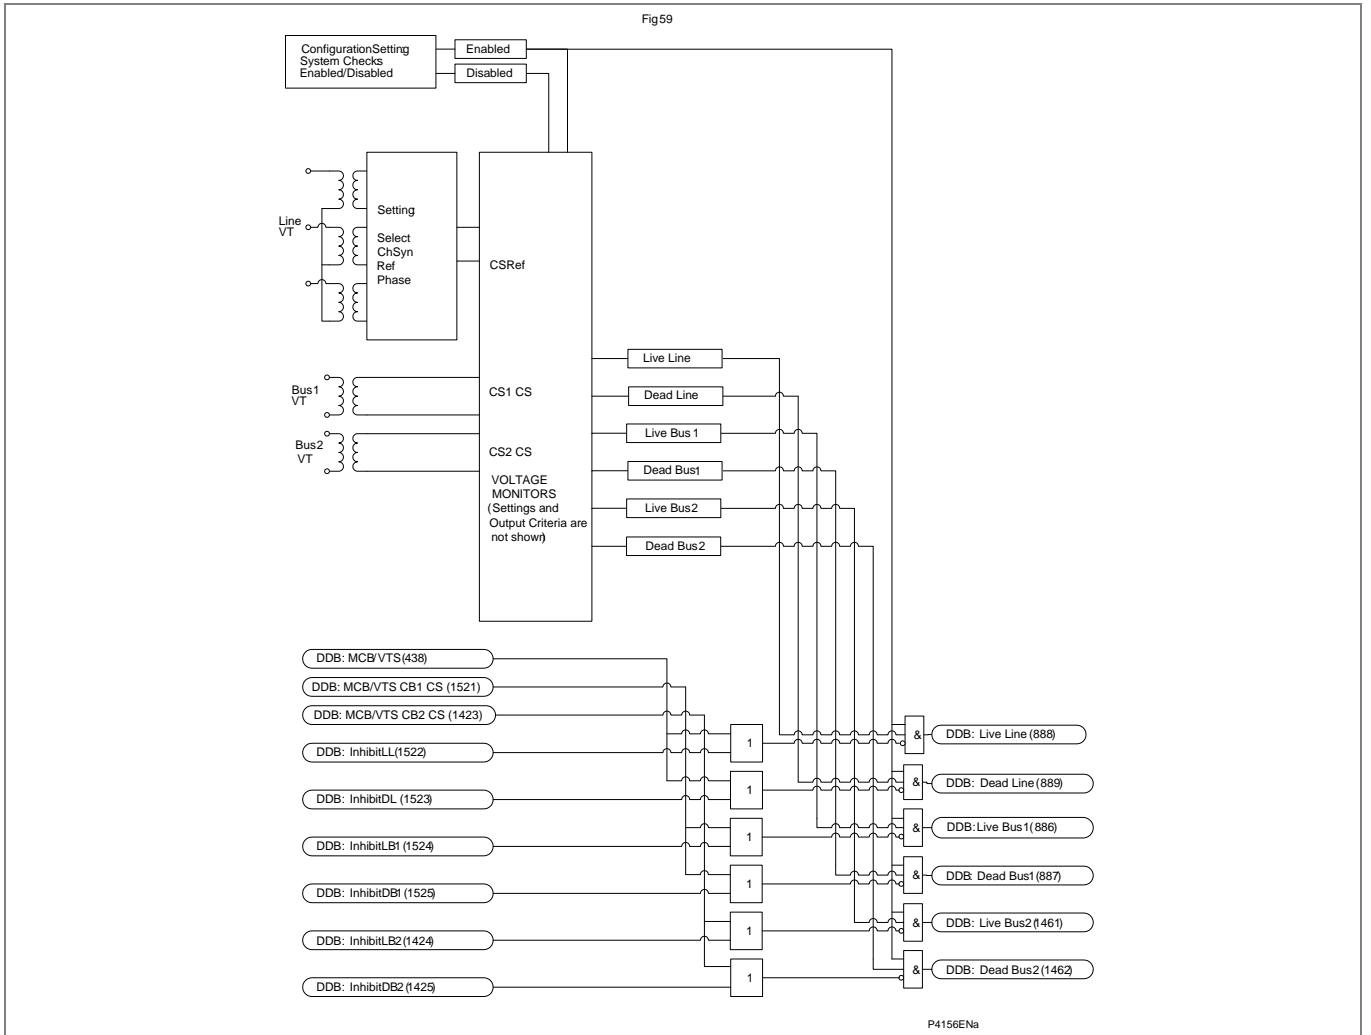 Fig59
ConfigurationSetting
System Checks
Enabled/Disabled
Enabled
Disabled
Line
VT
Setting
Select
ChSyn
Ref
Phase
CSRef
Bus1
VT
CS1 CS
Bus2
VT
CS2 CS
VOLTAGE
MONITORS
(Settings and
Output Criteria are
not shown)
Live Line
Dead Line
Live Bus 1
Dead Bus1
Live Bus2
Dead Bus2
DDB: MCB/VTS(438)
DDB: MCB/VTS CB1 CS (1521)
DDB: MCB/VTS CB2 CS (1423)
DDB: InhibitLL(1522)
DDB: InhibitDL (1523)
DDB: InhibitLB1 (1524)
DDB: InhibitDB1 (1525)
DDB: InhibitLB2(1424)
DDB: InhibitDB2 (1425)
1
1
1
1
1
1
&
&
&
&
&
&
DDB: Live Line (888)
DDB: Dead Line(889)
DDB:Live Bus1(886)
DDB: Dead Bus1(887)
DDB: Live Bus2(1461)
DDB: Dead Bus2(1462)
P4156ENa